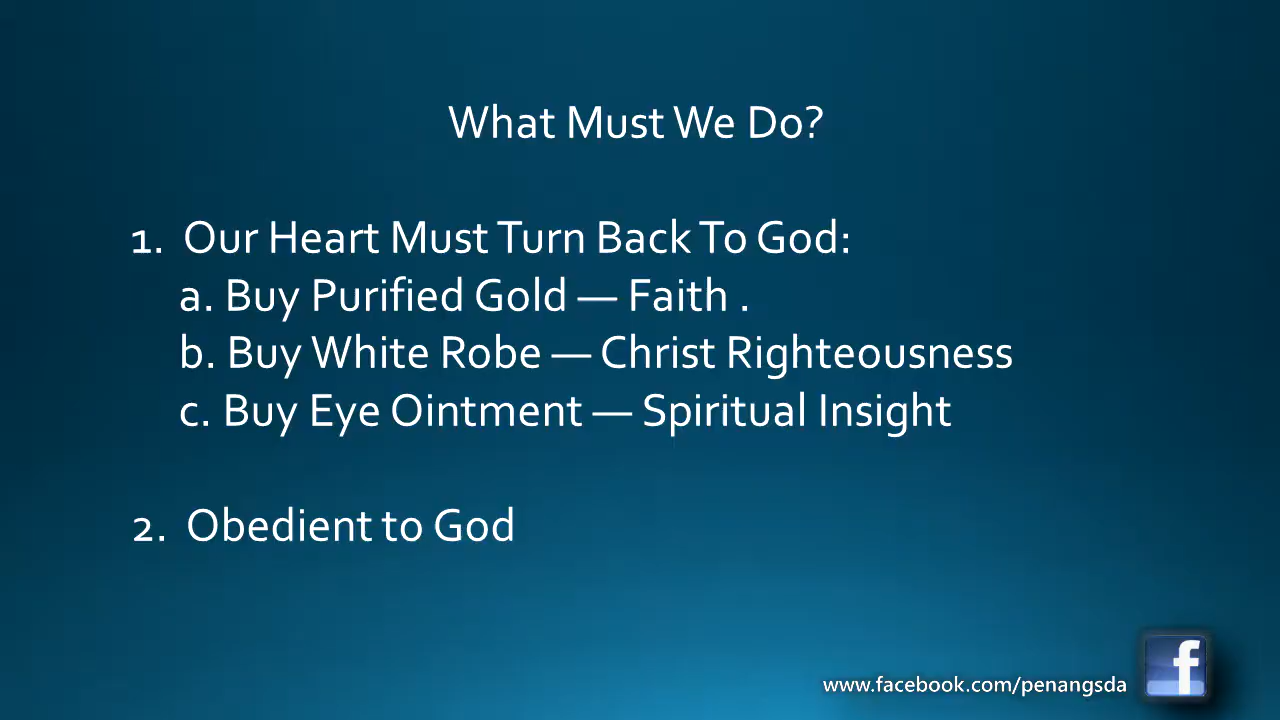 What Must We Do?
1. Our Heart Must Turn Back To God:
a. Buy Purified Gold — Faith .
b. Buy White Robe — Christ Righteousness
c. Buy Eye Ointment — Spiritual Insight
2. Obedient to God
www.facebook.com/penangsda
f